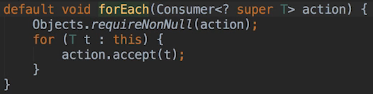 default void forEach(Consumer<? super T> action) {
    Objects.requireNonNull(action);
    for (T t : this) {
        action.accept(t);
    }
}